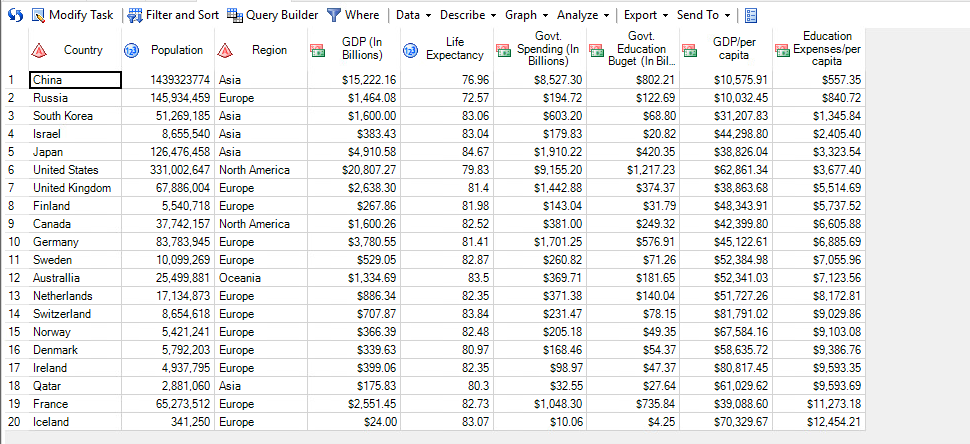 Modify Task Filter and Sort Query Builder Where Data Describe Graph Analyze Export Send To
Country Population Region GDP (In Billions) Life Expectancy Govt. Spending (In Billions) Govt. Education Buget (In Bil... GDP/per capita Education Expenses/per capita
1 China 1439323774 Asia $15,222.16 76.96 $8,527.30 $802.21 $10,575.91 $557.35
2 Russia 145,934,459 Europe $1,464.08 72.57 $194.72 $122.69 $10,032.45 $840.72
3 South Korea 51,269,185 Asia $1,600.00 83.06 $603.20 $68.80 $31,207.83 $1,345.84
4 Israel 8,655,540 Asia $383.43 83.04 $179.83 $20.82 $44,298.80 $2,405.40
5 Japan 126,476,458 Asia $4,910.58 84.67 $1,910.22 $420.35 $38,826.04 $3,323.54
6 United States 331,002,647 North America $20,807.27 79.83 $9,155.20 $1,217.23 $62,861.34 $3,677.40
7 United Kingdom 67,886,004 Europe $2,638.30 81.4 $1,442.88 $374.37 $38,863.68 $5,514.69
8 Finland 5,540,718 Europe $267.86 81.98 $143.04 $31.79 $48,343.91 $5,737.52
9 Canada 37,742,157 North America $1,600.26 82.52 $381.00 $249.32 $42,399.80 $6,605.88
10 Germany 83,783,945 Europe $3,780.55 81.41 $1,701.25 $576.91 $45,122.61 $6,885.69
11 Sweden 10,099,269 Europe $529.05 82.87 $260.82 $71.26 $52,384.98 $7,055.96
12 Australlia 25,499,881 Oceania $1,334.69 83.5 $369.71 $181.65 $52,341.03 $7,123.56
13 Netherlands 17,134,873 Europe $886.34 82.35 $371.38 $140.04 $51,727.26 $8,172.81
14 Switzerland 8,654,618 Europe $707.87 83.84 $231.47 $78.15 $81,791.02 $9,029.86
15 Norway 5,421,241 Europe $366.39 82.48 $205.18 $49.35 $67,584.16 $9,103.08
16 Denmark 5,792,203 Europe $339.63 80.97 $168.46 $54.37 $58,635.72 $9,386.76
17 Ireland 4,937,795 Europe $399.06 82.35 $98.97 $47.37 $80,817.45 $9,593.35
18 Qatar 2,881,060 Asia $175.83 80.3 $32.55 $27.64 $61,029.62 $9,593.69
19 France 65,273,512 Europe $2,551.45 82.73 $1,048.30 $735.84 $39,088.60 $11,273.18
20 Iceland 341,250 Europe $24.00 83.07 $10.06 $4.25 $70,329.67 $12,454.21